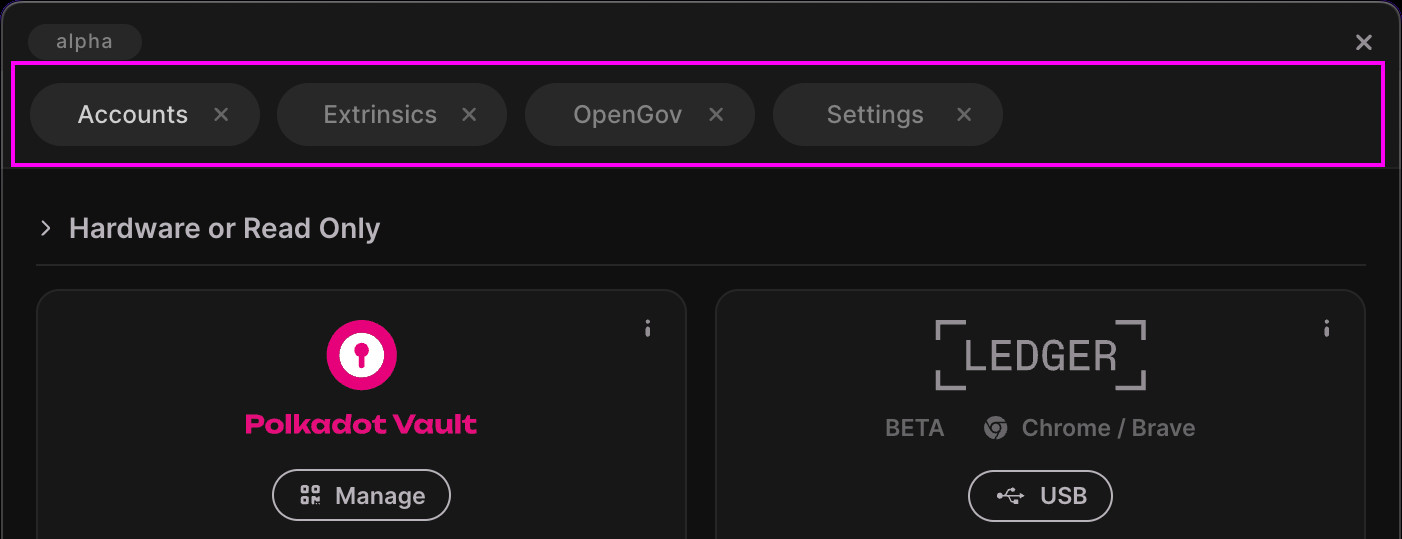 alpha
Accounts Extrinsics OpenGov Settings
Hardware or Read Only
Polkadot Vault
Manage
LEDGER
BETA Chrome / Brave
USB